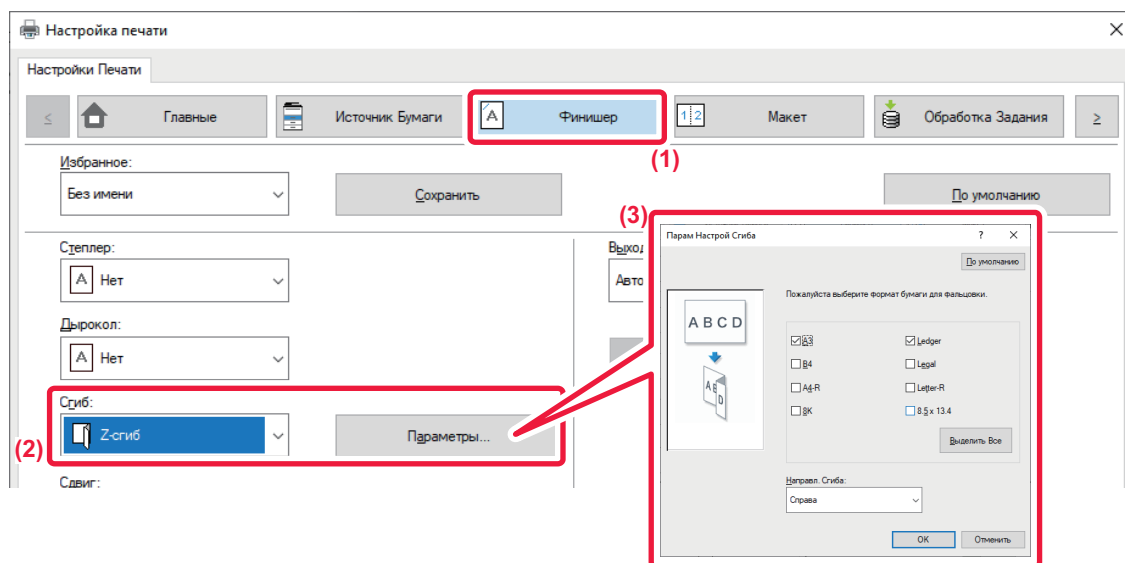 Настройка печати
Настройки Печати
≤ Главные Источник Бумаги A Финишер 1 2 Макет Обработка Задания ≥
(1)
Избранное:
Без имени Сохранить По умолчанию
(3)
Степлер:
A Нет
Дырокол:
A Нет
Сгиб:
Z-сгиб Параметры...
(2)
Сдвиг:
Парам Настрой Сгиба ? ×
По умолчанию
Пожалуйста выберите формат бумаги для фальцовки.
A B C D
A3 Ledger
B4 Legal
A4-R Letter-R
8K 8.5 x 13.4
Выделить Все
Направл. Сгиба:
Справа
OK Отменить